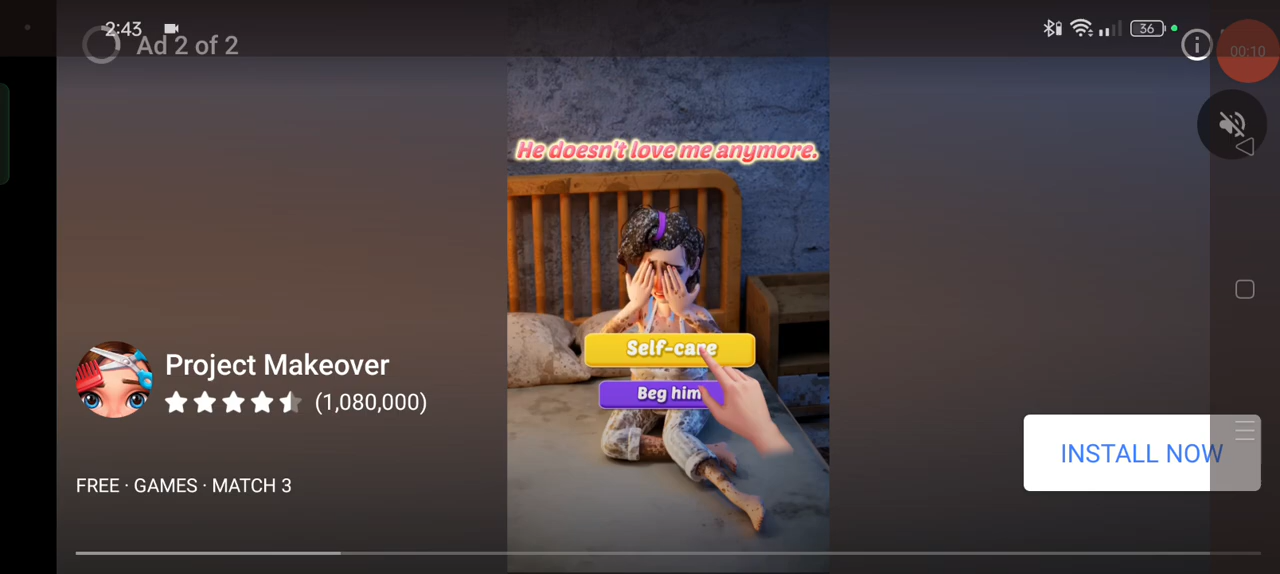 2:43
36
Ad 2 of 2
00:10
He doesn't love me anymore.
Self-care
Beg him
Project Makeover
(1,080,000)
FREE · GAMES · MATCH 3
INSTALL NOW